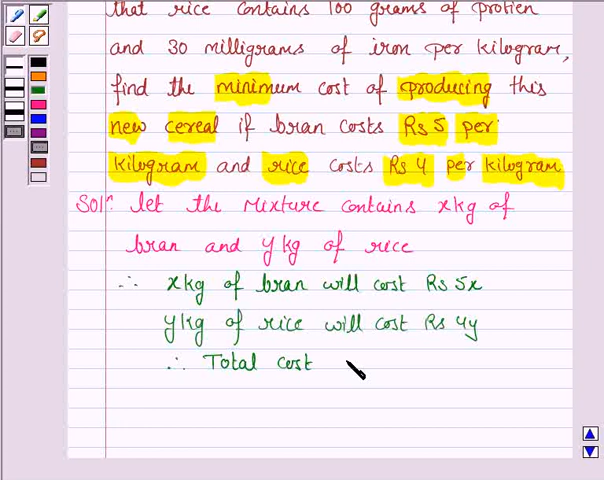 that rice contains 100 grams of protien
and 30 milligrams of iron per kilogram,
find the minimum cost of producing this
new cereal if bran costs Rs 5 per
kilogram and rice costs Rs 4 per kilogram
Solⁿ: let the mixture contains x kg of
bran and y kg of rice
∴ x kg of bran will cost Rs 5x
y kg of rice will cost Rs 4y
∴ Total cost